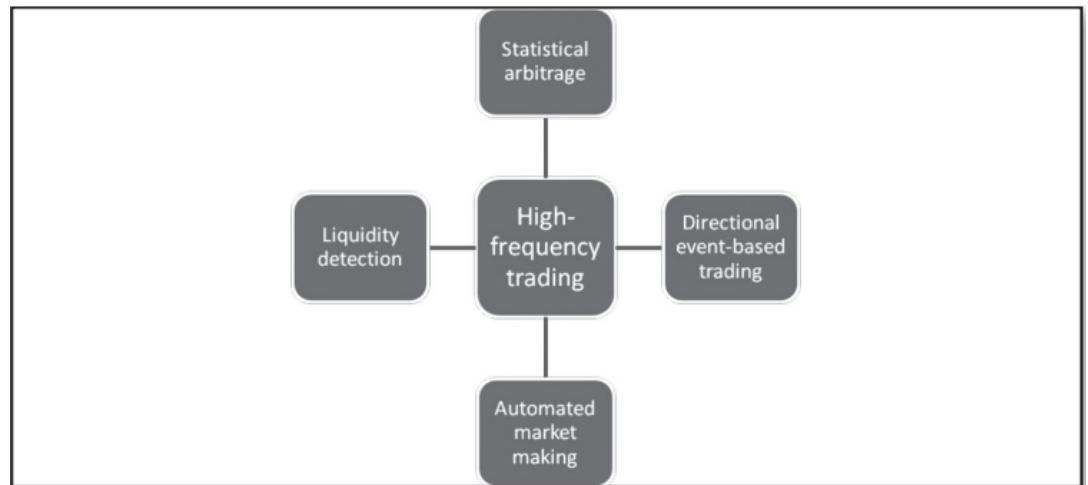 Statistical
arbitrage
Liquidity
detection
High-
frequency
trading
Directional
event-based
trading
Automated
market
making